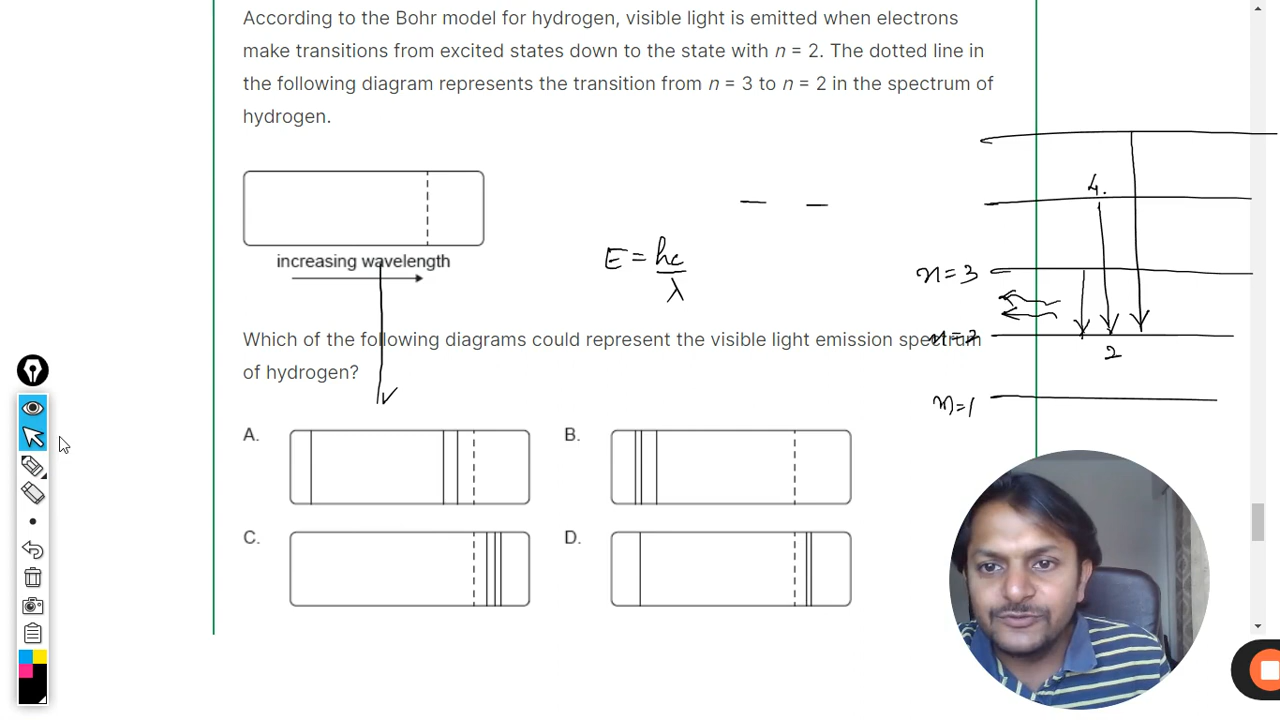 According to the Bohr model for hydrogen, visible light is emitted when electrons
make transitions from excited states down to the state with n = 2. The dotted line in
the following diagram represents the transition from n = 3 to n = 2 in the spectrum of
hydrogen.
4.
increasing wavelength
E = hc
λ
n = 3
Which of the following diagrams could represent the visible light emission spectrum
n=2
2
of hydrogen?
n=1
A.
B.
C.
D.